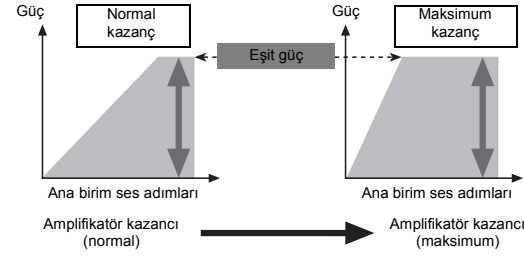 Güç
Normal
kazanç
Eşit güç
Güç
Maksimum
kazanç
Ana birim ses adımları
Ana birim ses adımları
Amplifikatör kazancı
(normal)
Amplifikatör kazancı
(maksimum)